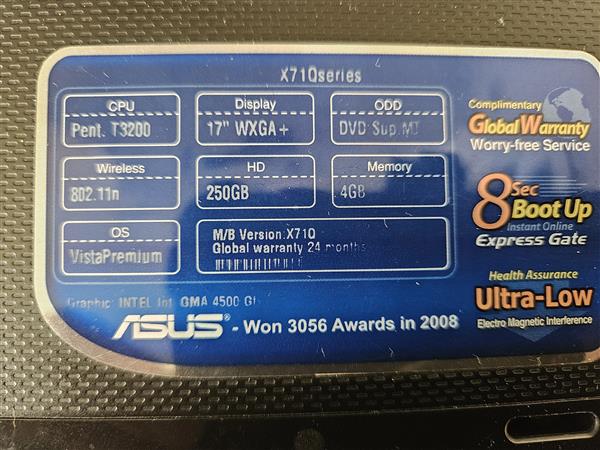 X71Qseries
CPU
Pent. T3200
Display
17" WXGA+
ODD
DVD Sup.MT
Wireless
802.11n
HD
250GB
Memory
4GB
OS
VistaPremium
M/B Version:X71Q
Global warranty 24 months
Graphic: INTEL Int. GMA 4500
ASUS® - Won 3056 Awards in 2008
Complimentary
Global Warranty
Worry-free Service
8 Sec
Boot Up
Instant Online
Express Gate
Health Assurance
Ultra-Low
Electro Magnetic Interference